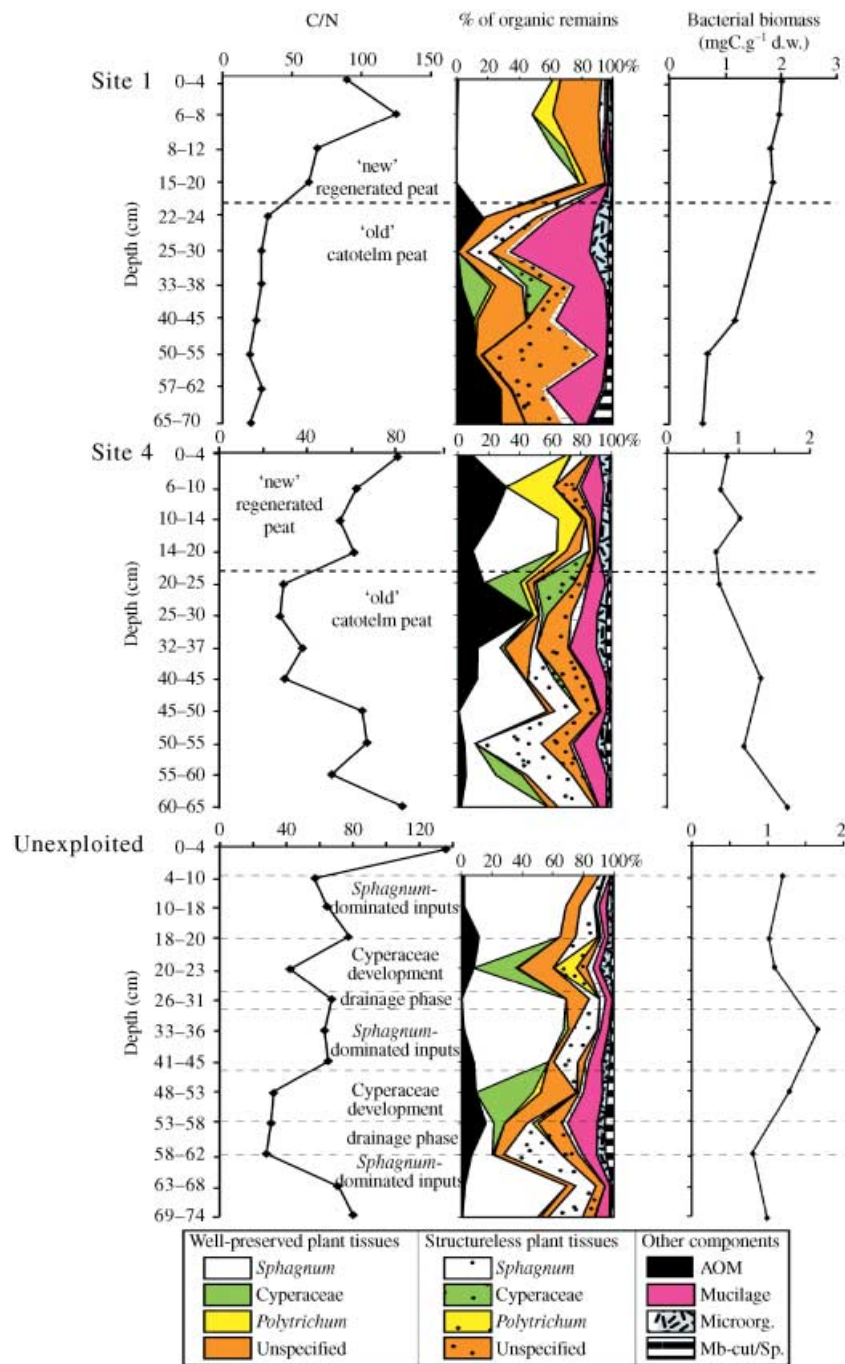 C/N % of organic remains Bacterial biomass
(mgC.g⁻¹ d.w.)
0 50 100 150 20 40 60 80 100% 0 1 2 3
Site 1
0–4
6–8
8–12
15–20
22–24
25–30
33–38
40–45
50–55
57–62
65–70
Depth (cm)
'new'
regenerated peat
'old'
catotelm peat
0 40 80 20 40 60 80 100% 0 1 2
Site 4
0–4
6–10
10–14
14–20
20–25
25–30
32–37
40–45
45–50
50–55
55–60
60–65
Depth (cm)
'new'
regenerated
peat
'old'
catotelm peat
0 40 80 120 0 20 40 60 80 100% 0 1 2
Unexploited
0–4
4–10
10–18
18–20
20–23
26–31
33–36
41–45
48–53
53–58
58–62
63–68
69–74
Depth (cm)
Sphagnum-
dominated inputs
Cyperaceae
development
drainage phase
Sphagnum-
dominated inputs
Cyperaceae
development
drainage phase
Sphagnum-
dominated inputs
Well-preserved plant tissues
Sphagnum
Cyperaceae
Polytrichum
Unspecified
Structureless plant tissues
Sphagnum
Cyperaceae
Polytrichum
Unspecified
Other components
AOM
Mucilage
Microorg.
Mb-cut/Sp.